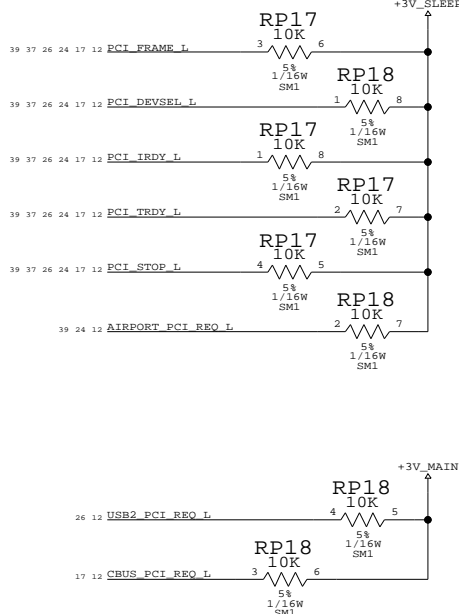 +3V_SLEEP
RP17
10K
39 37 26 24 17 12 PCI_FRAME_L 3 6
5%
1/16W
SM1
RP18
10K
39 37 26 24 17 12 PCI_DEVSEL_L 1 8
5%
1/16W
SM1
RP17
10K
39 37 26 24 17 12 PCI_IRDY_L 1 8
5%
1/16W
SM1
RP17
10K
39 37 26 24 17 12 PCI_TRDY_L 2 7
5%
1/16W
SM1
RP17
10K
39 37 26 24 17 12 PCI_STOP_L 4 5
5%
1/16W
SM1
RP18
10K
39 24 12 AIRPORT_PCI_REQ_L 2 7
5%
1/16W
SM1
+3V_MAIN
RP18
10K
26 12 USB2_PCI_REQ_L 4 5
5%
1/16W
SM1
RP18
10K
17 12 CBUS_PCI_REQ_L 3 6
5%
1/16W
SM1